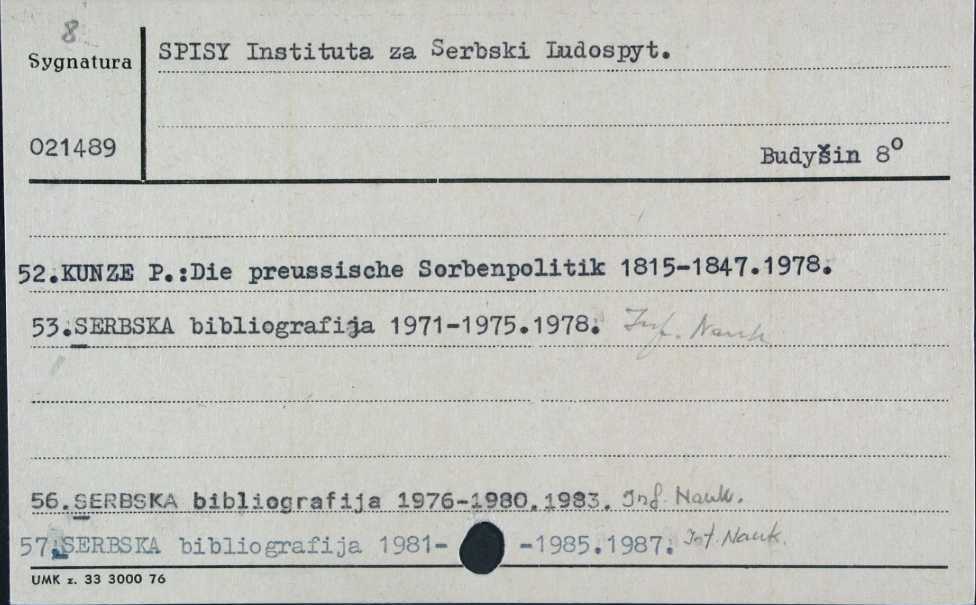 8
Sygnatura
SPISY Instituta za Serbski Ludospyt.
021489
Budyšin 8°
52.KUNZE P.:Die preussische Sorbenpolitik 1815-1847.1978.
53.SERBSKA bibliografija 1971-1975.1978. Inf. Nauk
56.SERBSKA bibliografija 1976-1980.1983. Inf. Nauk.
57.SERBSKA bibliografija 1981- -1985.1987. Inf. Nauk.
UMK z. 33 3000 76